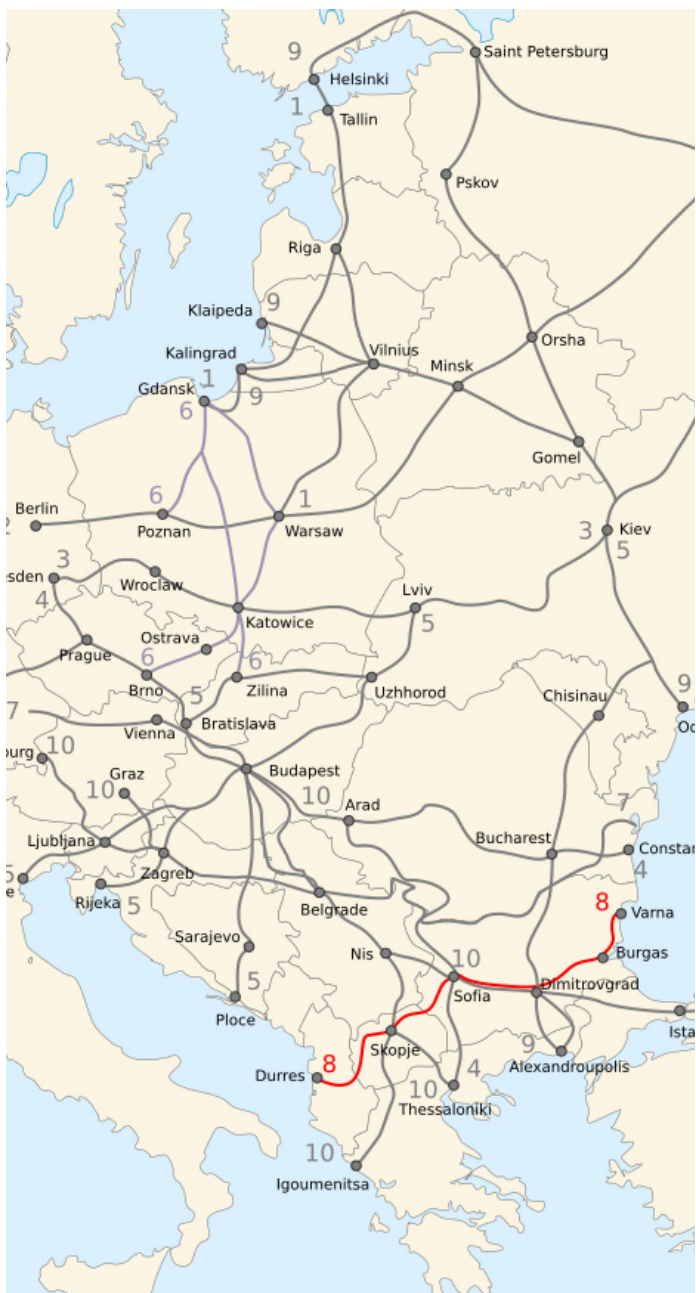 9
Saint Petersburg
Helsinki
1
Tallin
Pskov
Riga
9
Klaipeda
Orsha
Kalingrad
Vilnius
Minsk
1
Gdansk
9
6
Gomel
Berlin
6
1
2
Poznan
Warsaw
3
Kiev
5
3
esden
Wroclaw
4
Lviv
5
Katowice
Ostrava
Prague
6
6
Brno
Zilina
Uzhhorod
5
Chisinau
9
7
Vienna
Bratislava
Od
10
burg
Graz
Budapest
10
10
Arad
7
Ljubljana
Bucharest
Constan
4
5
e
Zagreb
Rijeka
5
Belgrade
8
Varna
Sarajevo
Nis
Burgas
10
5
Sofia
Dimitrovgrad
Ploce
Ista
Skopje
9
8
Durres
4
Alexandroupolis
10
Thessaloniki
10
Igoumenitsa